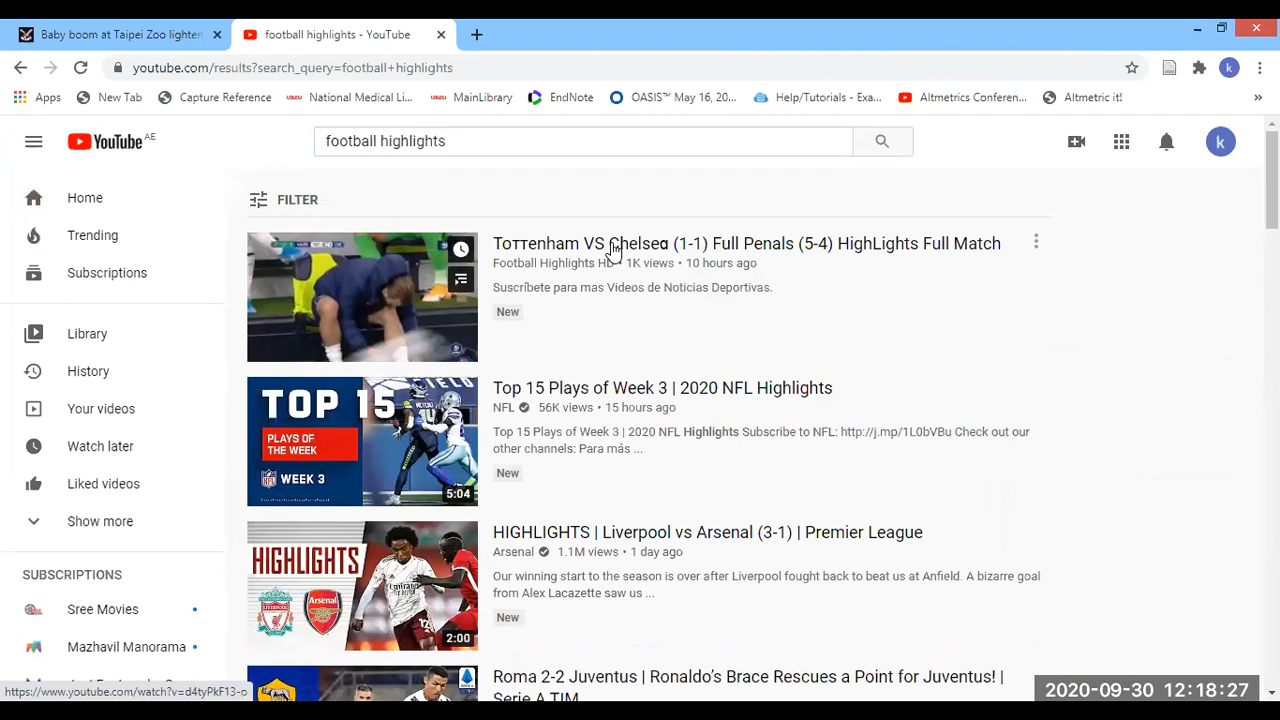 Baby boom at Taipei Zoo lighten
football highlights - YouTube
youtube.com/results?search_query=football+highlights
k
Apps
New Tab
Capture Reference
National Medical Li...
MainLibrary
EndNote
OASIS™ May 16, 20...
Help/Tutorials - Exa...
Altmetrics Conferen...
Altmetric it!
»
YouTube AE
football highlights
k
Home
Trending
Subscriptions
Library
History
Your videos
Watch later
Liked videos
Show more
SUBSCRIPTIONS
Sree Movies
Mazhavil Manorama
FILTER
Toттenham VS Chelseα (1-1) Full Penals (5-4) HighLights Full Match
Football Highlights HD • 1K views • 10 hours ago
Suscríbete para mas Videos de Noticias Deportivas.
New
TOP 15
PLAYS OF
THE WEEK
NFL WEEK 3
5:04
Top 15 Plays of Week 3 | 2020 NFL Highlights
NFL 56K views • 15 hours ago
Top 15 Plays of Week 3 | 2020 NFL Highlights Subscribe to NFL: http://j.mp/1L0bVBu Check out our
other channels: Para más ...
New
HIGHLIGHTS
Arsenal
2:00
HIGHLIGHTS | Liverpool vs Arsenal (3-1) | Premier League
Arsenal 1.1M views • 1 day ago
Our winning start to the season is over after Liverpool fought back to beat us at Anfield. A bizarre goal
from Alex Lacazette saw us ...
New
Roma 2-2 Juventus | Ronaldo's Brace Rescues a Point for Juventus! |
Serie A TIM
https://www.youtube.com/watch?v=d4tyPkF13-o
2020-09-30 12:18:27